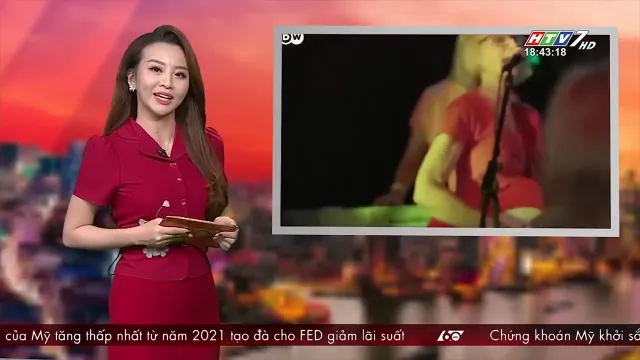 DW
HTV7 HD
18:43:18
của Mỹ tăng thấp nhất từ năm 2021 tạo đà cho FED giảm lãi suất
60
Chứng khoán Mỹ khởi